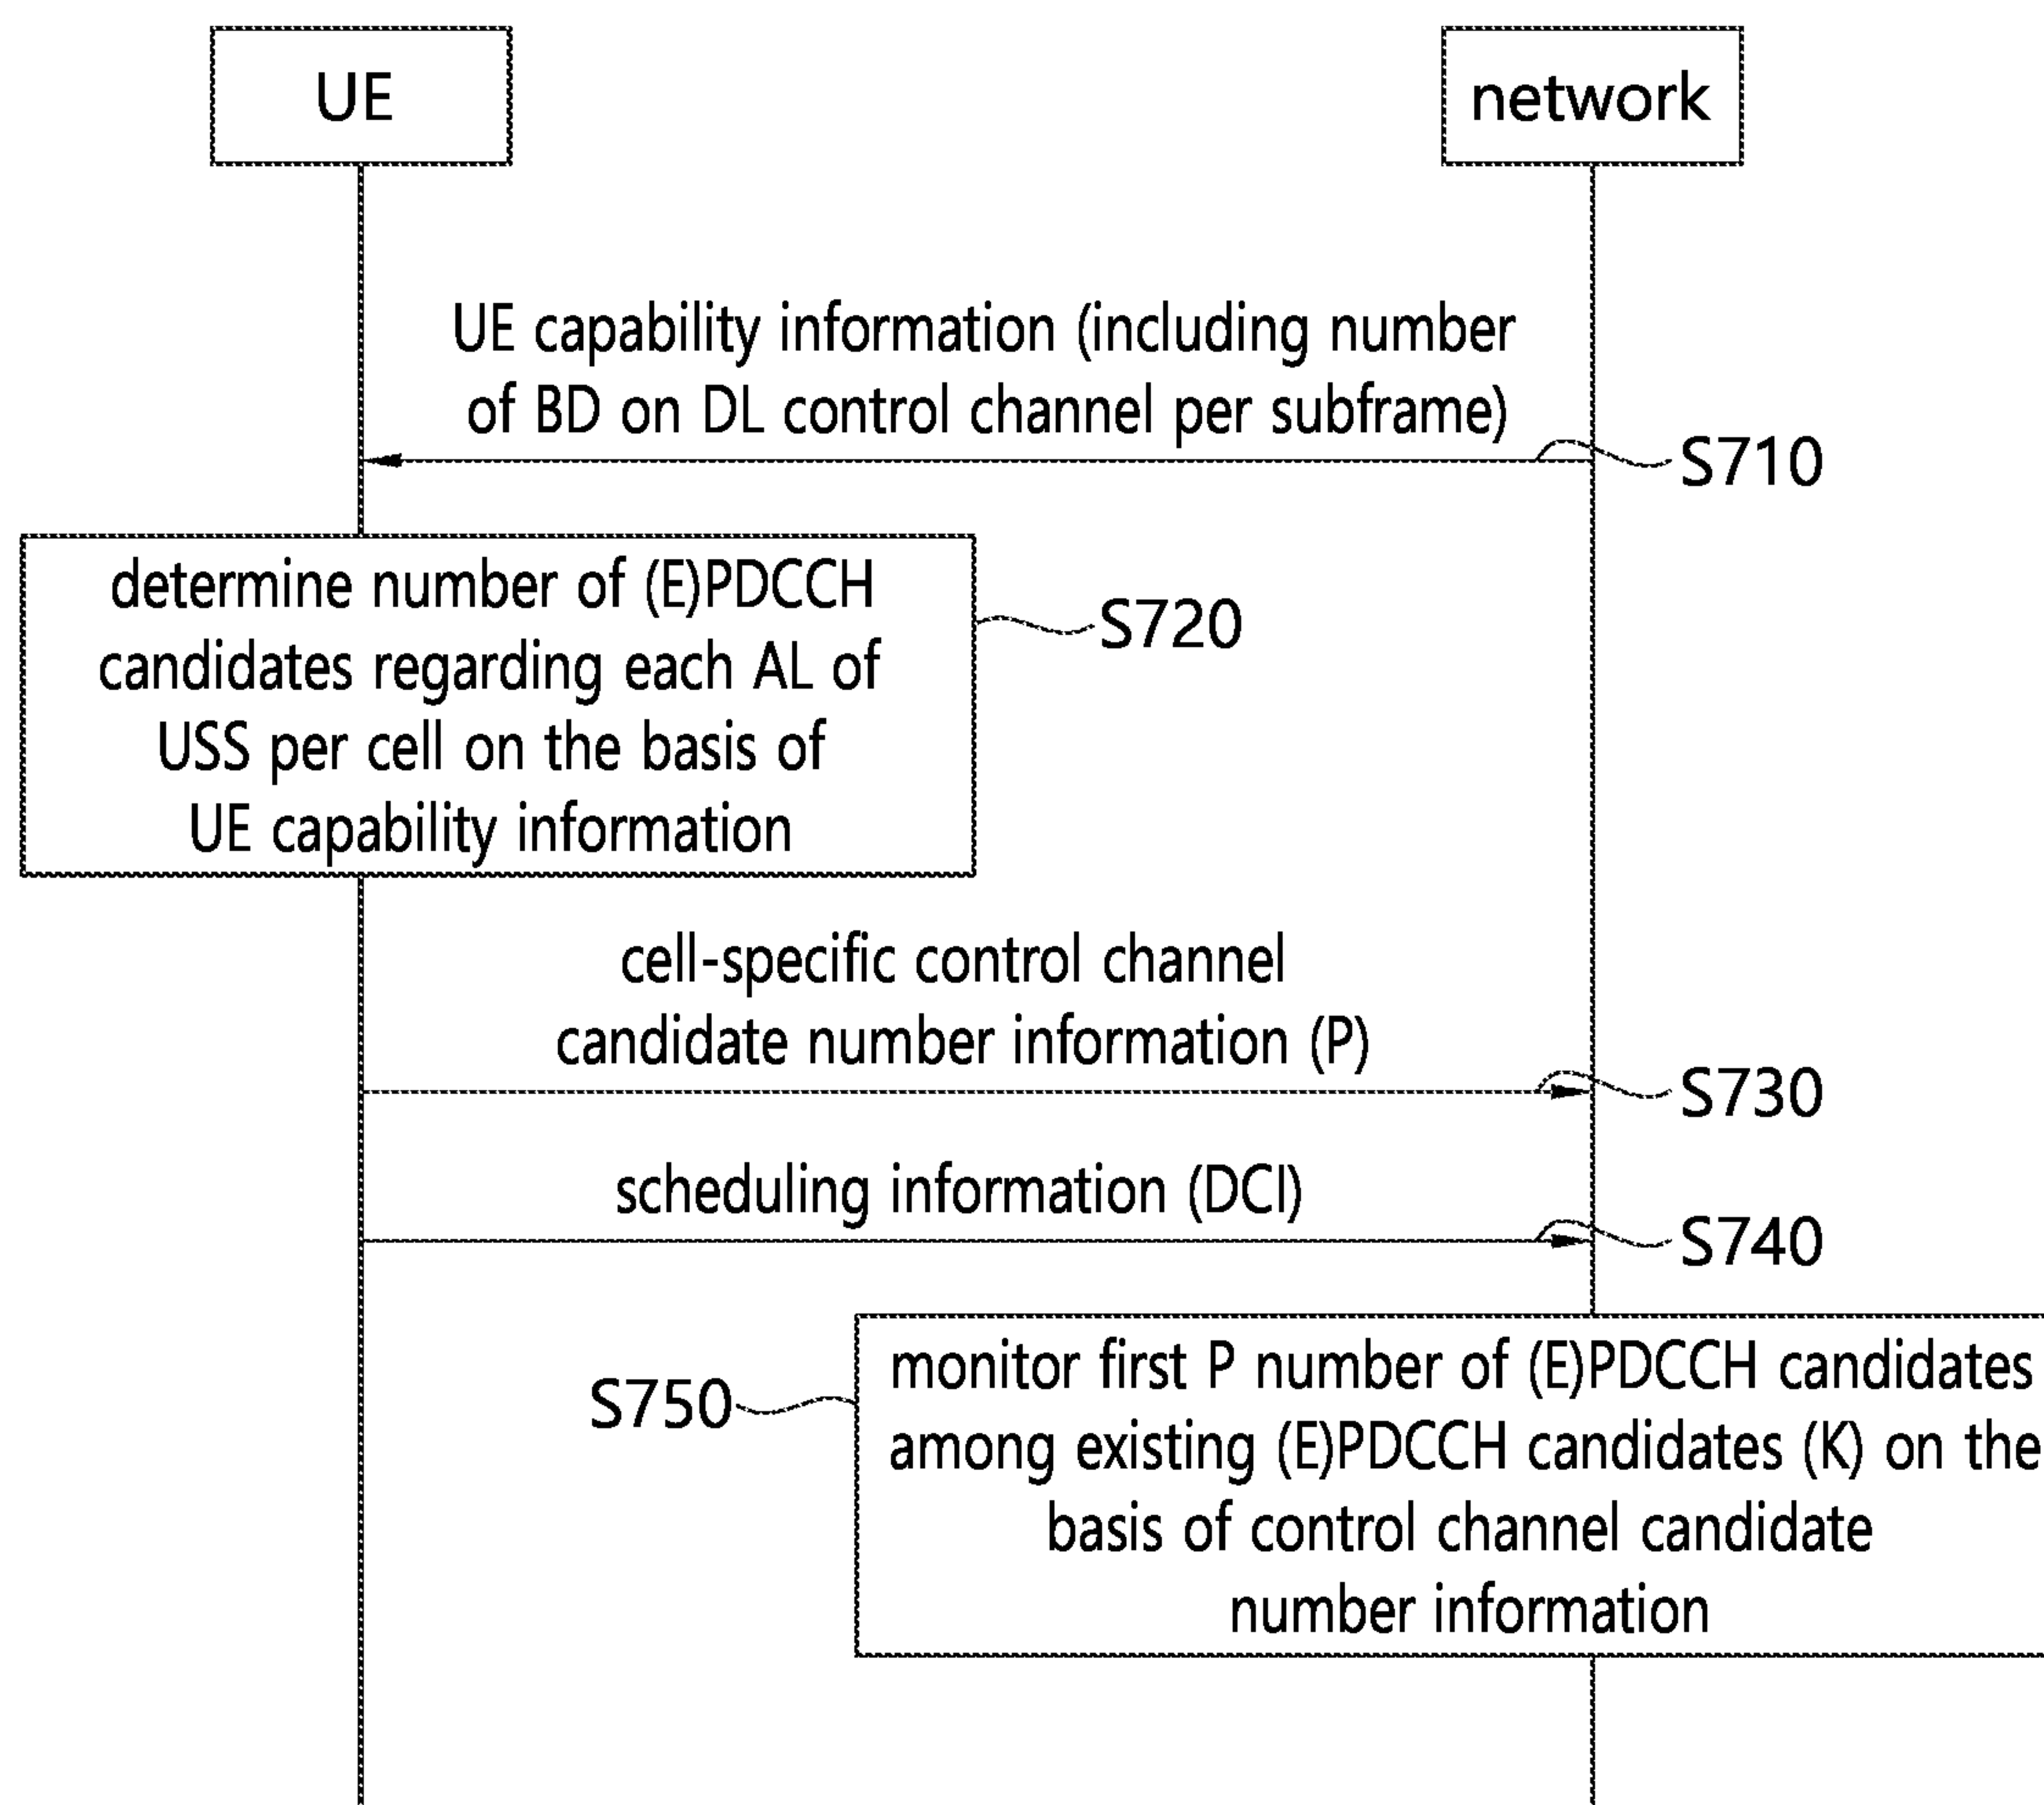 UE
network
UE capability information (including number
of BD on DL control channel per subframe)
S710
determine number of (E)PDCCH
candidates regarding each AL of
USS per cell on the basis of
UE capability information
S720
cell-specific control channel
candidate number information (P)
S730
scheduling information (DCI)
S740
S750
monitor first P number of (E)PDCCH candidates
among existing (E)PDCCH candidates (K) on the
basis of control channel candidate
number information